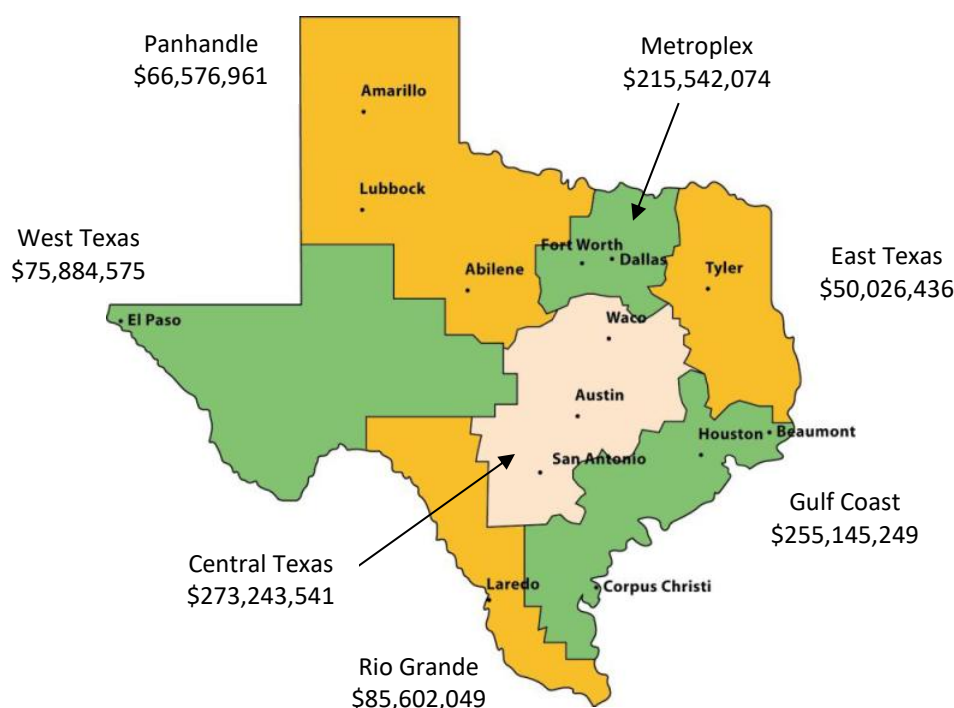 Panhandle
$66,576,961
Metroplex
$215,542,074
Amarillo
Lubbock
West Texas
$75,884,575
Fort Worth
Dallas
East Texas
$50,026,436
Abilene
Tyler
El Paso
Waco
Austin
Houston
Beaumont
San Antonio
Gulf Coast
$255,145,249
Central Texas
$273,243,541
Laredo
Corpus Christi
Rio Grande
$85,602,049